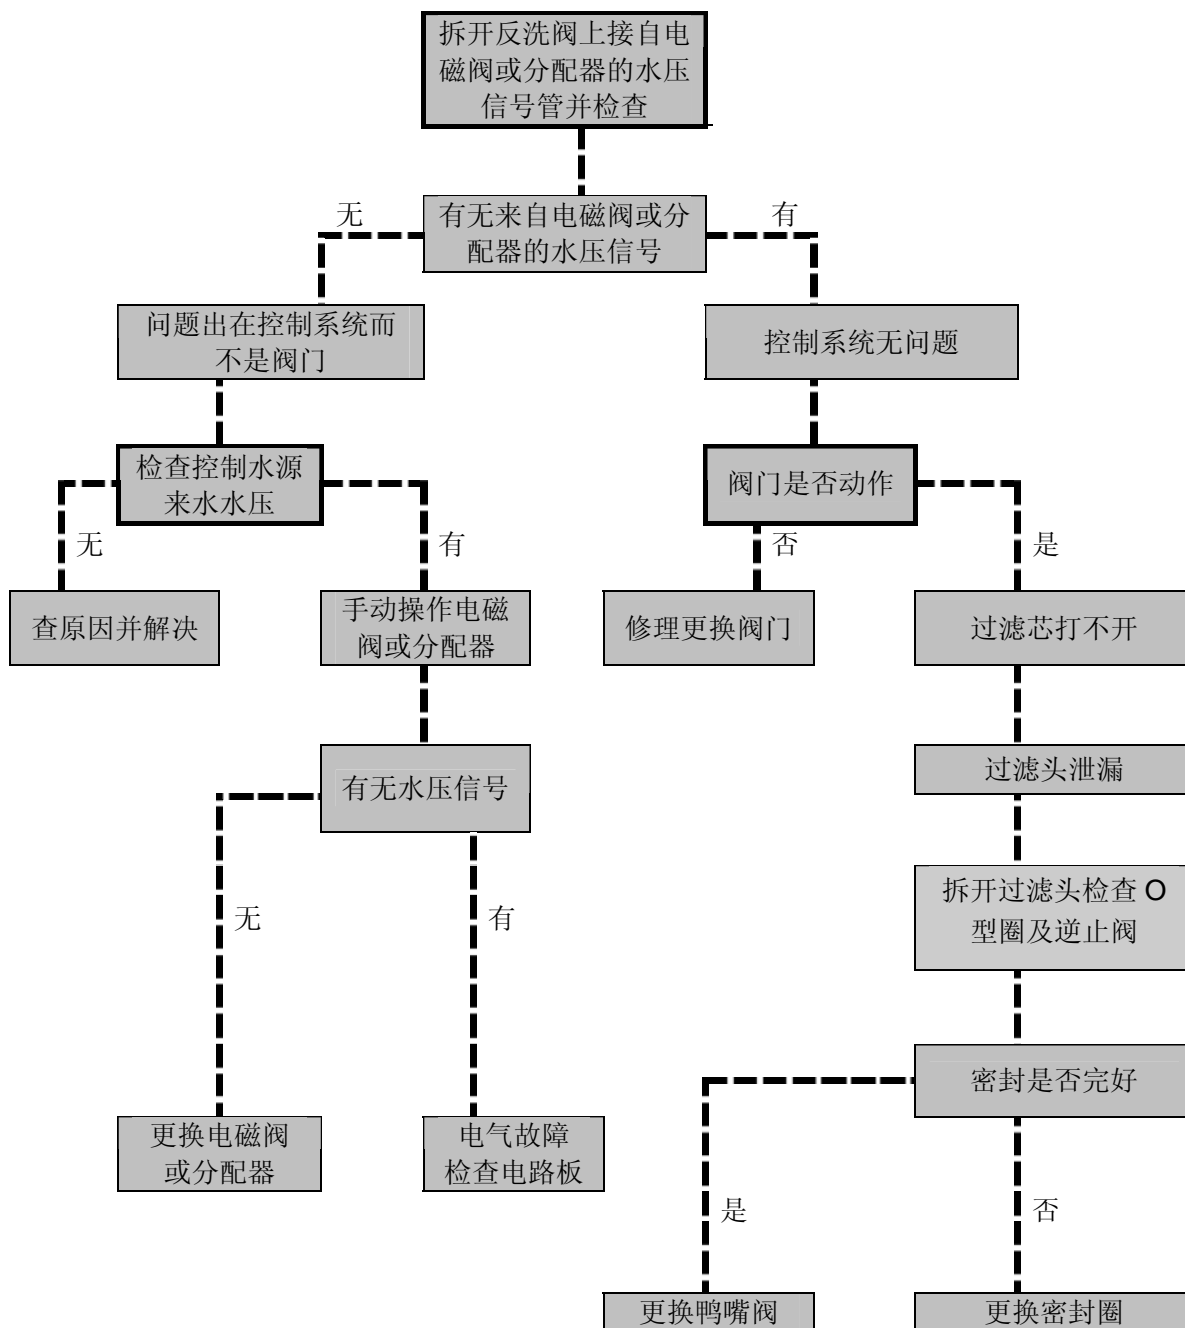 拆开反洗阀上接自电
磁阀或分配器的水压
信号管并检查
无
有无来自电磁阀或分
配器的水压信号
有
问题出在控制系统而
不是阀门
控制系统无问题
检查控制水源
来水水压
阀门是否动作
无
有
否
是
查原因并解决
手动操作电磁
阀或分配器
修理更换阀门
过滤芯打不开
有无水压信号
过滤头泄漏
拆开过滤头检查 O
型圈及逆止阀
无
有
密封是否完好
更换电磁阀
或分配器
电气故障
检查电路板
是
否
更换鸭嘴阀
更换密封圈